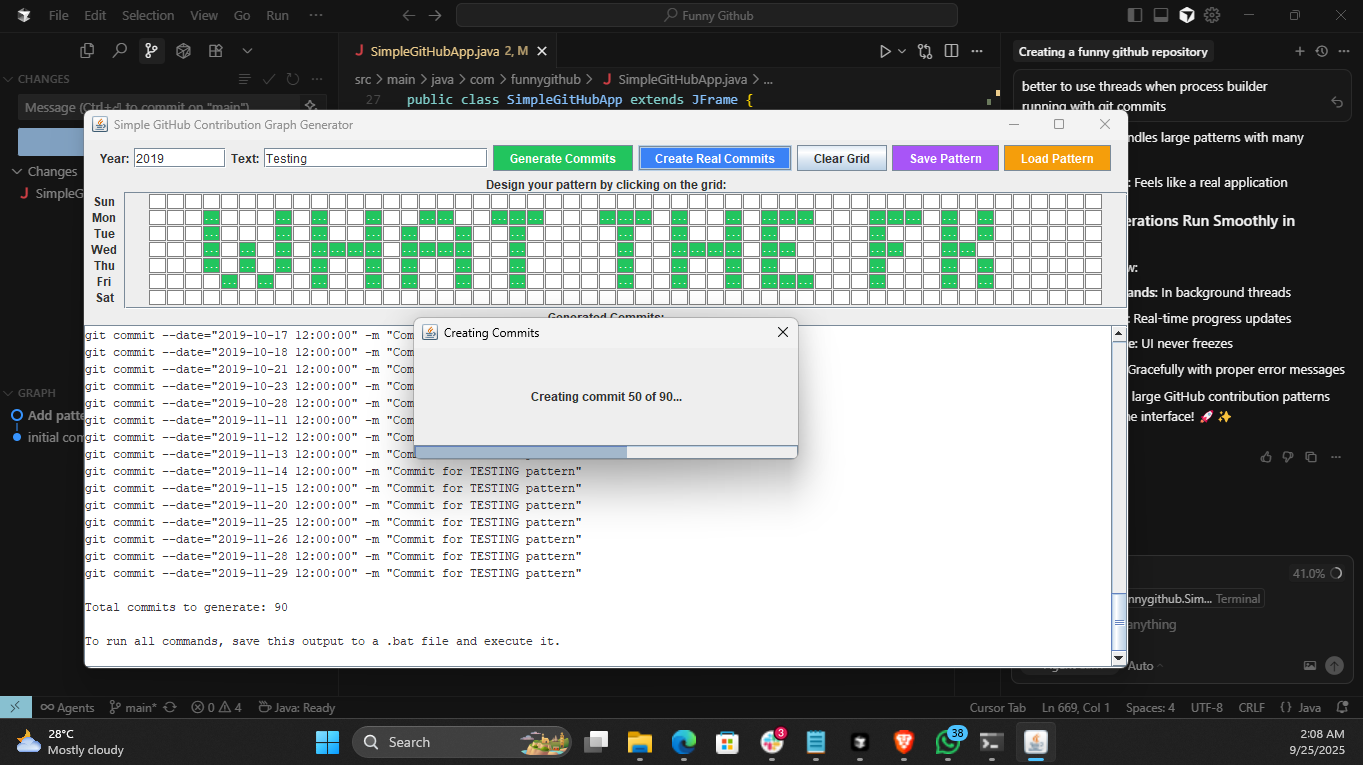 File Edit Selection View Go Run ··· Funny Github
SimpleGitHubApp.java 2, M
Creating a funny github repository
CHANGES
src > main > java > com > funnygithub > SimpleGitHubApp.java > ...
Message (Ctrl+⏎ to commit on "main")
27 public class SimpleGitHubApp extends JFrame {
better to use threads when process builder
running with git commits
Changes
SimpleG
GRAPH
Add patte
initial com
Simple GitHub Contribution Graph Generator
Year: 2019 Text: Testing Generate Commits Create Real Commits Clear Grid Save Pattern Load Pattern
Design your pattern by clicking on the grid:
Sun
Mon
Tue
Wed
Thu
Fri
Sat
Generated Commits:
git commit --date="2019-10-17 12:00:00" -m "Com
git commit --date="2019-10-18 12:00:00" -m "Com
git commit --date="2019-10-21 12:00:00" -m "Com
git commit --date="2019-10-23 12:00:00" -m "Com
git commit --date="2019-10-28 12:00:00" -m "Com
git commit --date="2019-11-11 12:00:00" -m "Com
git commit --date="2019-11-12 12:00:00" -m "Com
git commit --date="2019-11-13 12:00:00" -m "Com
git commit --date="2019-11-14 12:00:00" -m "Commit for TESTING pattern"
git commit --date="2019-11-15 12:00:00" -m "Commit for TESTING pattern"
git commit --date="2019-11-20 12:00:00" -m "Commit for TESTING pattern"
git commit --date="2019-11-25 12:00:00" -m "Commit for TESTING pattern"
git commit --date="2019-11-26 12:00:00" -m "Commit for TESTING pattern"
git commit --date="2019-11-28 12:00:00" -m "Commit for TESTING pattern"
git commit --date="2019-11-29 12:00:00" -m "Commit for TESTING pattern"
Total commits to generate: 90
To run all commands, save this output to a .bat file and execute it.
Creating Commits
Creating commit 50 of 90...
ndles large patterns with many
: Feels like a real application
erations Run Smoothly in
w:
ands: In background threads
: Real-time progress updates
e: UI never freezes
Gracefully with proper error messages
large GitHub contribution patterns
ne interface! 🚀 ✨
41.0%
nnygithub.Sim... Terminal
anything
Auto
Agents main* 0 4 Java: Ready Cursor Tab Ln 669, Col 1 Spaces: 4 UTF-8 CRLF {} Java
28°C
Mostly cloudy
Search
3
38
2:08 AM
9/25/2025